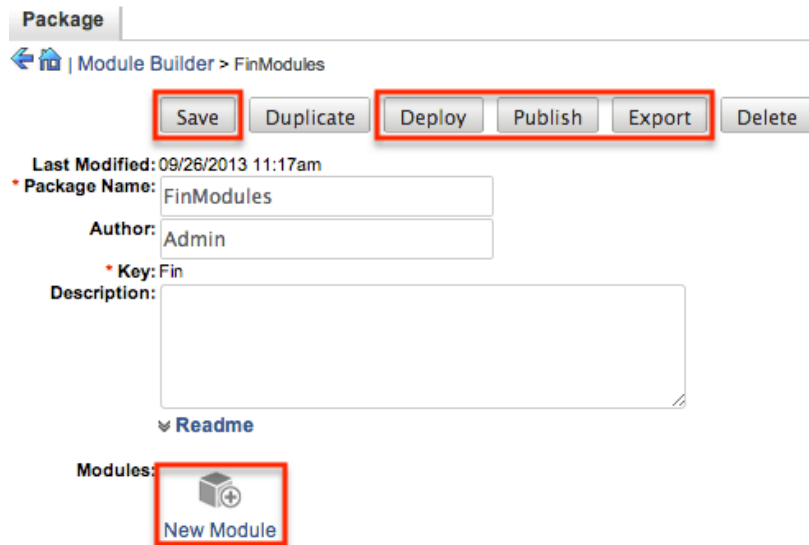 Package
| Module Builder > FinModules
Save Duplicate Deploy Publish Export Delete
Last Modified: 09/26/2013 11:17am
* Package Name: FinModules
Author: Admin
* Key: Fin
Description:
Readme
Modules:
New Module